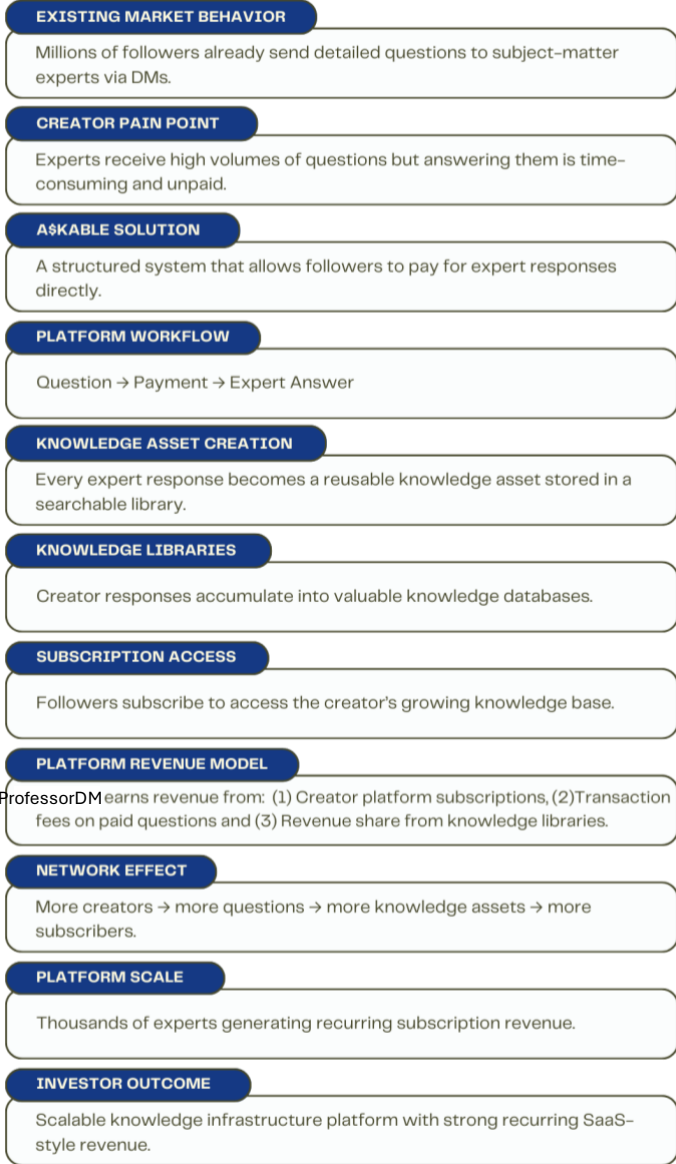 EXISTING MARKET BEHAVIOR
Millions of followers already send detailed questions to subject-matter
experts via DMs.
CREATOR PAIN POINT
Experts receive high volumes of questions but answering them is time-
consuming and unpaid.
A$KABLE SOLUTION
A structured system that allows followers to pay for expert responses
directly.
PLATFORM WORKFLOW
Question → Payment → Expert Answer
KNOWLEDGE ASSET CREATION
Every expert response becomes a reusable knowledge asset stored in a
searchable library.
KNOWLEDGE LIBRARIES
Creator responses accumulate into valuable knowledge databases.
SUBSCRIPTION ACCESS
Followers subscribe to access the creator's growing knowledge base.
PLATFORM REVENUE MODEL
ProfessorDM earns revenue from: (1) Creator platform subscriptions, (2)Transaction
fees on paid questions and (3) Revenue share from knowledge libraries.
NETWORK EFFECT
More creators → more questions → more knowledge assets → more
subscribers.
PLATFORM SCALE
Thousands of experts generating recurring subscription revenue.
INVESTOR OUTCOME
Scalable knowledge infrastructure platform with strong recurring SaaS-
style revenue.